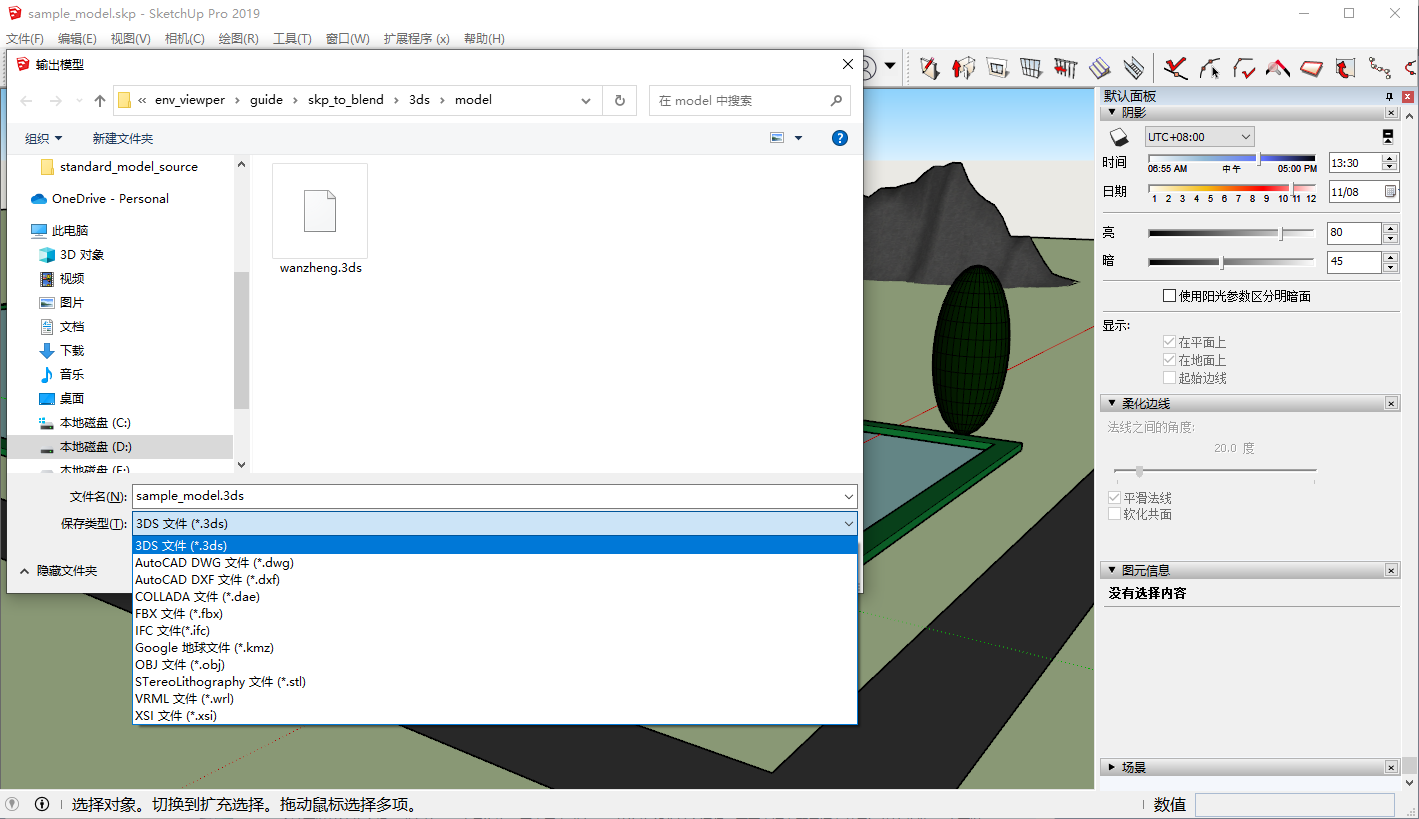 sample_model.skp - SketchUp Pro 2019
文件(F) 编辑(E) 视图(V) 相机(C) 绘图(R) 工具(T) 窗口(W) 扩展程序 (x) 帮助(H)
输出模型
« env_viewper › guide › skp_to_blend › 3ds › model
在 model 中搜索
组织 新建文件夹
standard_model_source
OneDrive - Personal
此电脑
3D 对象
视频
图片
文档
下载
音乐
桌面
本地磁盘 (C:)
本地磁盘 (D:)
本地磁盘 (E:)
wanzheng.3ds
文件名(N): sample_model.3ds
保存类型(T): 3DS 文件 (*.3ds)
3DS 文件 (*.3ds)
AutoCAD DWG 文件 (*.dwg)
AutoCAD DXF 文件 (*.dxf)
COLLADA 文件 (*.dae)
FBX 文件 (*.fbx)
IFC 文件(*.ifc)
Google 地球文件 (*.kmz)
OBJ 文件 (*.obj)
STereoLithography 文件 (*.stl)
VRML 文件 (*.wrl)
XSI 文件 (*.xsi)
隐藏文件夹
默认面板
阴影
UTC+08:00
时间 13:30
06:55 AM 中午 05:00 PM
日期 11/08
1 2 3 4 5 6 7 8 9 10 11 12
亮 80
暗 45
使用阳光参数区分明暗面
显示:
在平面上
在地面上
起始边线
柔化边线
法线之间的角度:
20.0 度
平滑法线
软化共面
图元信息
没有选择内容
场景
选择对象。切换到扩充选择。拖动鼠标选择多项。
数值